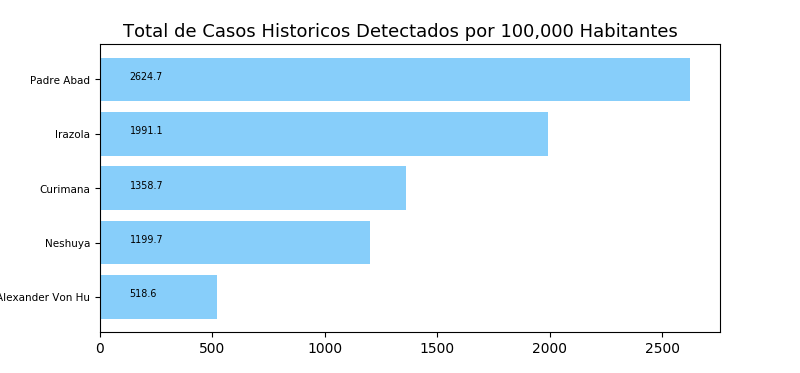 Total de Casos Historicos Detectados por 100,000 Habitantes
Padre Abad
2624.7
Irazola
1991.1
Curimana
1358.7
Neshuya
1199.7
Alexander Von Hu
518.6
0 500 1000 1500 2000 2500